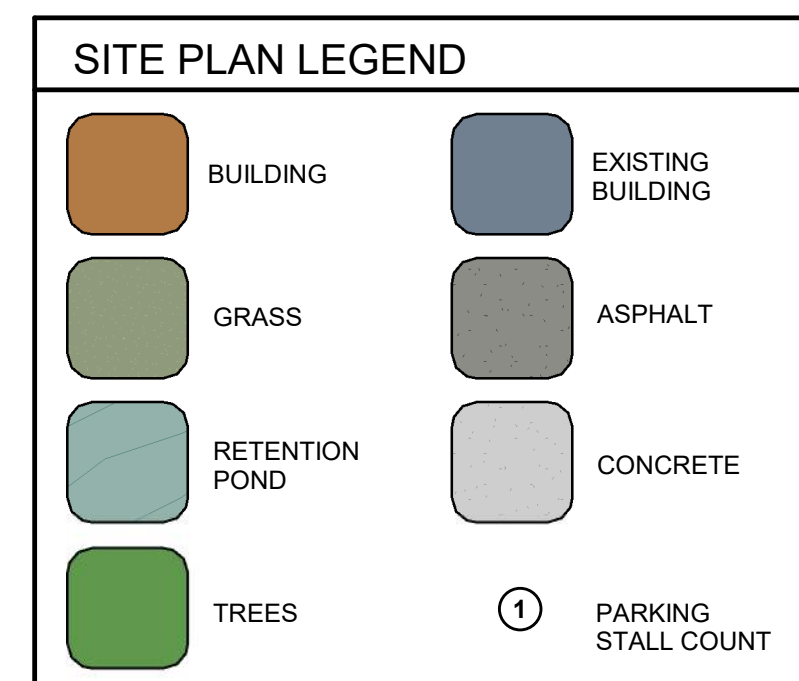 SITE PLAN LEGEND
BUILDING
EXISTING
BUILDING
GRASS
ASPHALT
RETENTION
POND
CONCRETE
TREES
1
PARKING
STALL COUNT